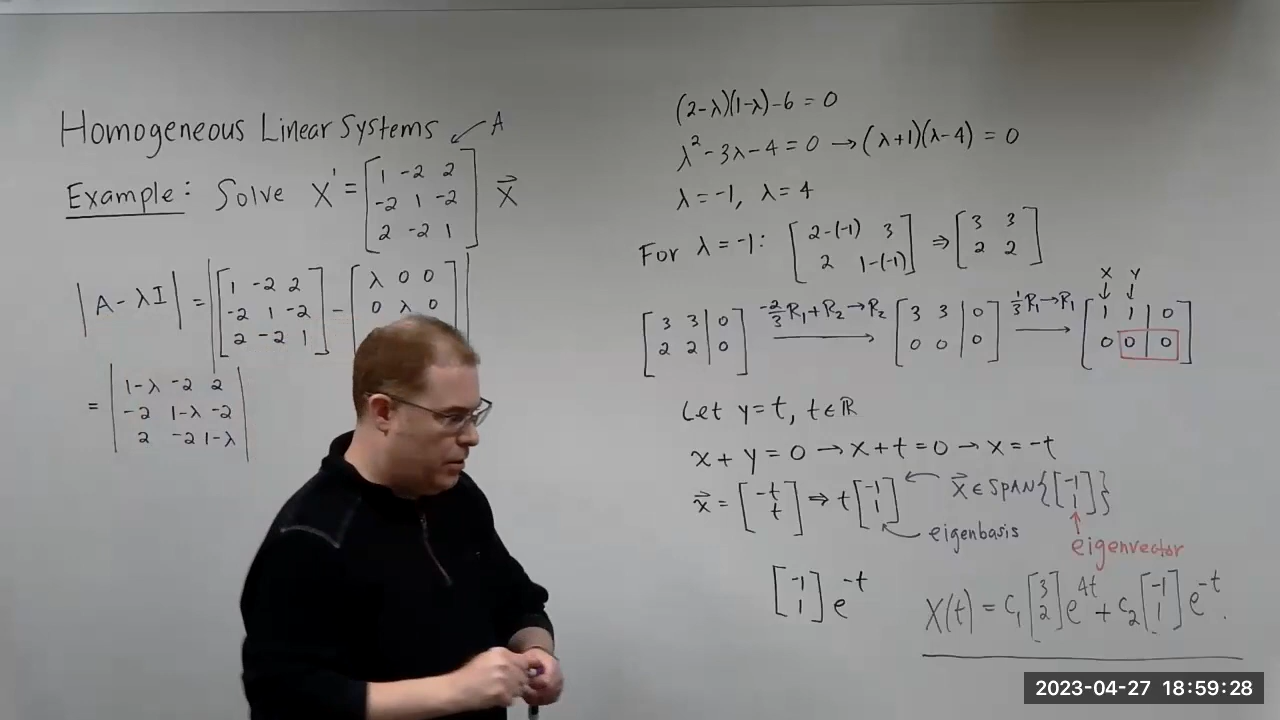 Homogeneous Linear Systems ↙ A
Example: Solve X' = [1 -2 2; -2 1 -2; 2 -2 1] X⃗
|A - λI| = |[1 -2 2; -2 1 -2; 2 -2 1] - [λ 0 0; 0 λ 0
= |1-λ -2 2; -2 1-λ -2; 2 -2 1-λ|
(2-λ)(1-λ)-6 = 0
λ² - 3λ - 4 = 0 → (λ+1)(λ-4) = 0
λ = -1, λ = 4
For λ = -1: [2-(-1) 3; 2 1-(-1)] ⇒ [3 3; 2 2]
X Y
↓ ↓
[3 3 | 0; 2 2 | 0] -2/3 R₁ + R₂ → R₂ [3 3 | 0; 0 0 | 0] 1/3 R₁ → R₁ [1 1 | 0; 0 0 | 0]
Let y = t, t ∈ ℝ
x + y = 0 → x + t = 0 → x = -t
x⃗ = [-t; t] ⇒ t[-1; 1] ← X⃗ ∈ SPAN{[-1; 1]}
eigenbasis
eigenvector
[-1; 1] e^-t
X(t) = C₁ [3; 2] e^4t + C₂ [-1; 1] e^-t.
2023-04-27 18:59:28